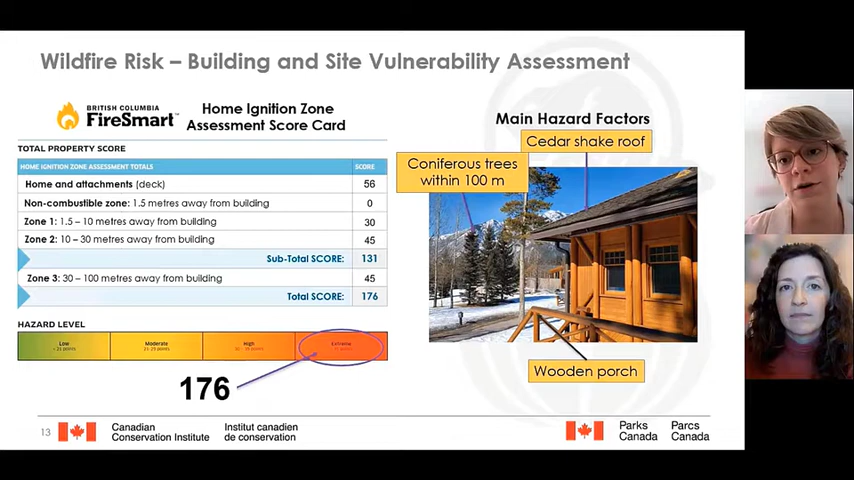 Wildfire Risk – Building and Site Vulnerability Assessment
BRITISH COLUMBIA
FireSmart™
Home Ignition Zone
Assessment Score Card
TOTAL PROPERTY SCORE
HOME IGNITION ZONE ASSESSMENT TOTALS SCORE
Home and attachments (deck) 56
Non-combustible zone: 1.5 metres away from building 0
Zone 1: 1.5 – 10 metres away from building 30
Zone 2: 10 – 30 metres away from building 45
Sub-Total SCORE: 131
Zone 3: 30 – 100 metres away from building 45
Total SCORE: 176
HAZARD LEVEL
Low Moderate High Extreme
176
Main Hazard Factors
Cedar shake roof
Coniferous trees
within 100 m
Wooden porch
13
Canadian
Conservation Institute
Institut canadien
de conservation
Parks
Canada
Parcs
Canada